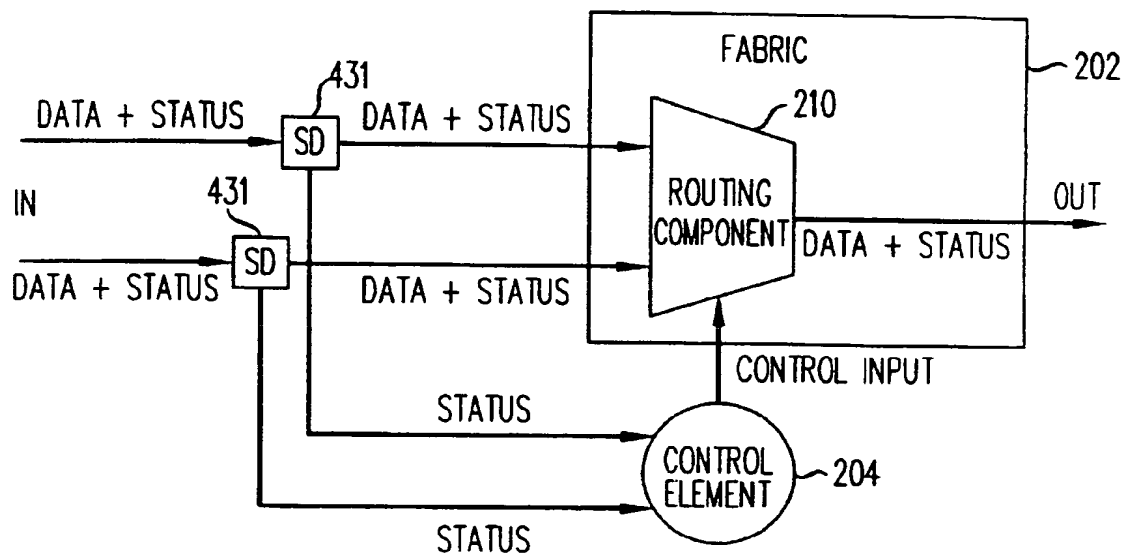 FABRIC
202
431
210
DATA + STATUS
SD
DATA + STATUS
IN
431
ROUTING
COMPONENT
OUT
DATA + STATUS
SD
DATA + STATUS
DATA + STATUS
CONTROL INPUT
STATUS
CONTROL
ELEMENT
204
STATUS